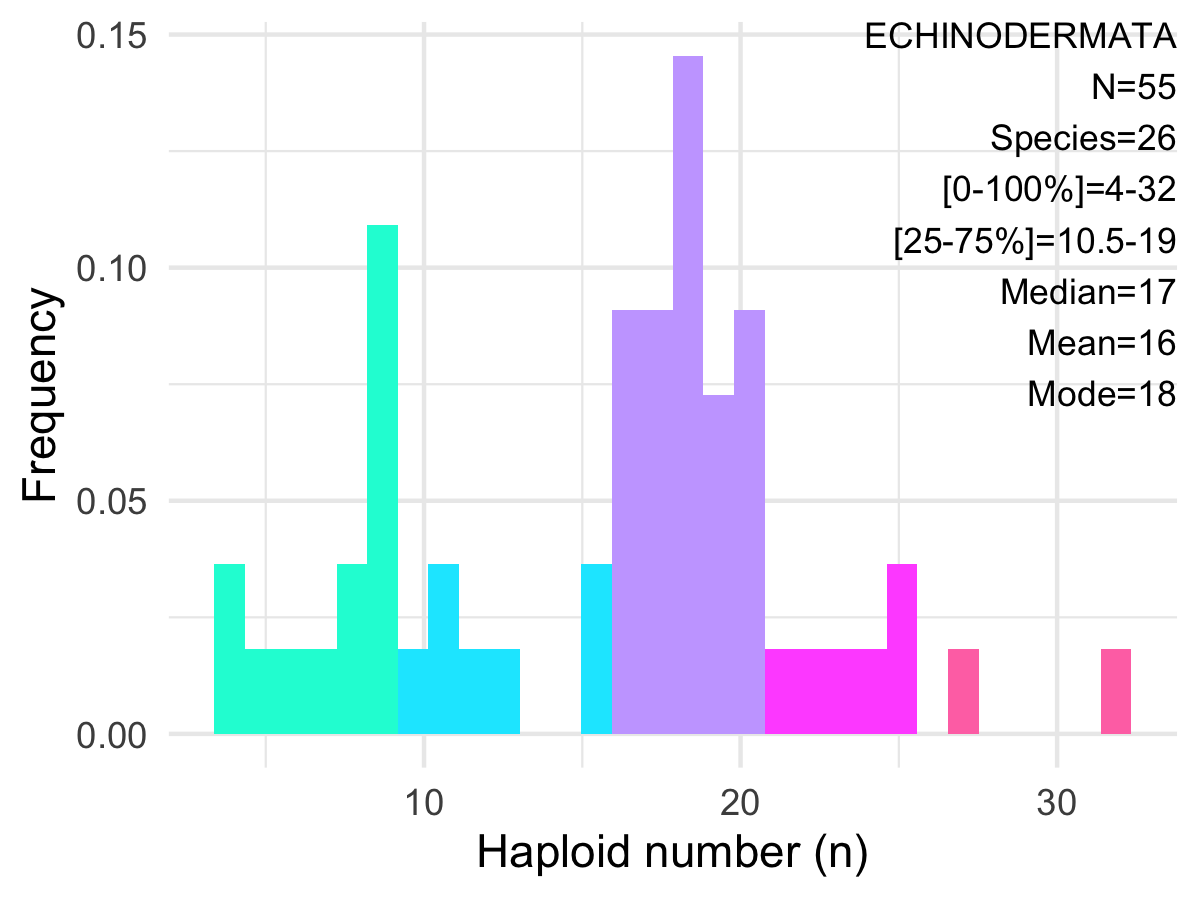 ECHINODERMATA
N=55
Species=26
[0-100%]=4-32
[25-75%]=10.5-19
Median=17
Mean=16
Mode=18
0.15
0.10
0.05
0.00
Frequency
10 20 30
Haploid number (n)